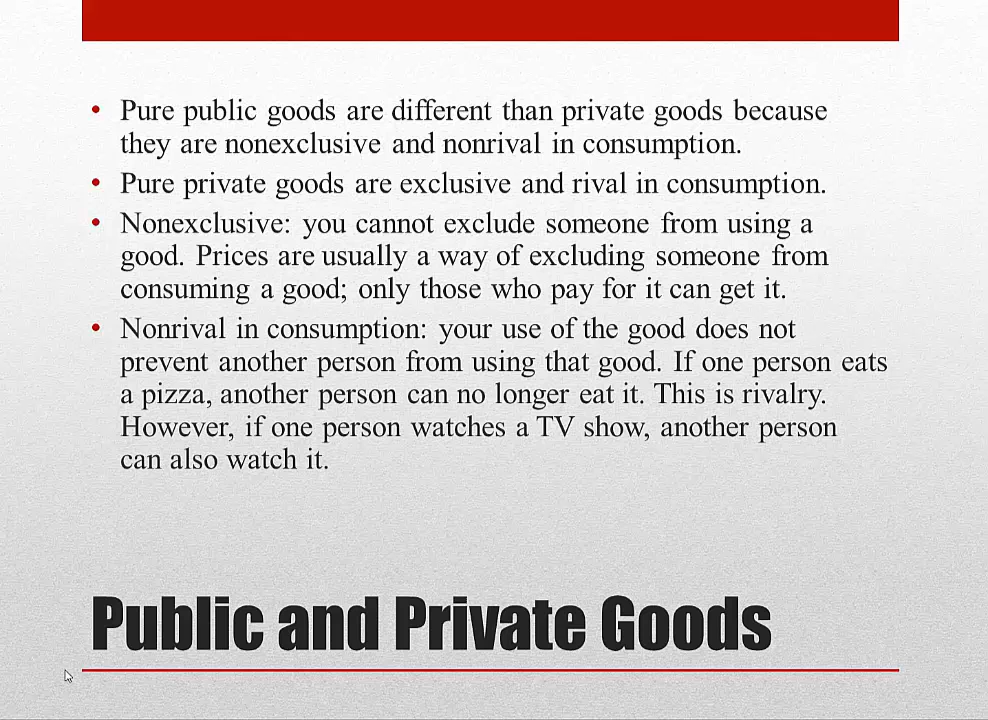 • Pure public goods are different than private goods because
they are nonexclusive and nonrival in consumption.
• Pure private goods are exclusive and rival in consumption.
• Nonexclusive: you cannot exclude someone from using a
good. Prices are usually a way of excluding someone from
consuming a good; only those who pay for it can get it.
• Nonrival in consumption: your use of the good does not
prevent another person from using that good. If one person eats
a pizza, another person can no longer eat it. This is rivalry.
However, if one person watches a TV show, another person
can also watch it.
Public and Private Goods